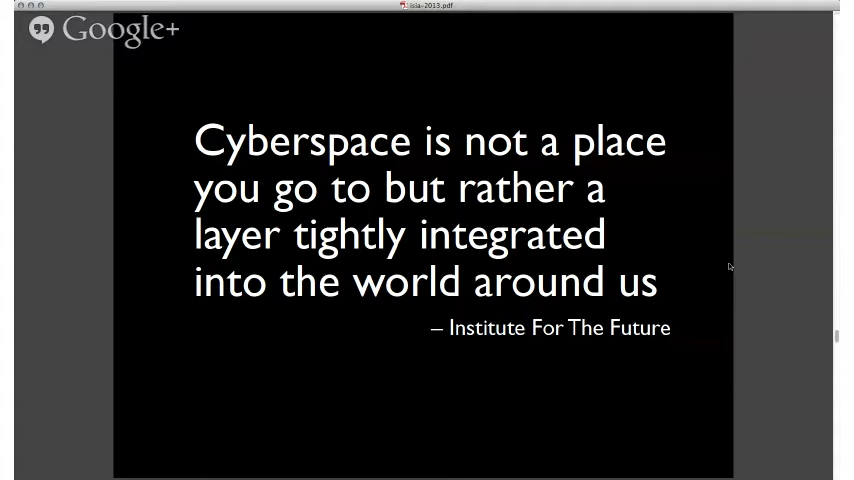 isia-2013.pdf
Google+
Cyberspace is not a place
you go to but rather a
layer tightly integrated
into the world around us
– Institute For The Future